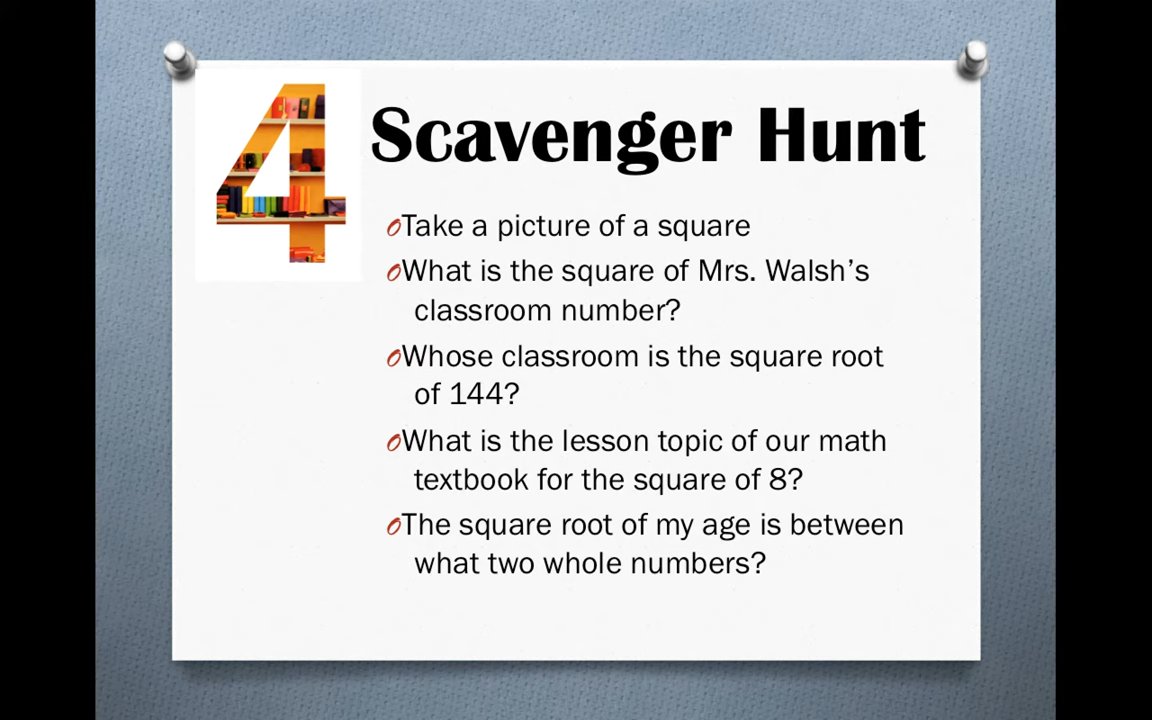 4
Scavenger Hunt
Take a picture of a square
What is the square of Mrs. Walsh’s
classroom number?
Whose classroom is the square root
of 144?
What is the lesson topic of our math
textbook for the square of 8?
The square root of my age is between
what two whole numbers?